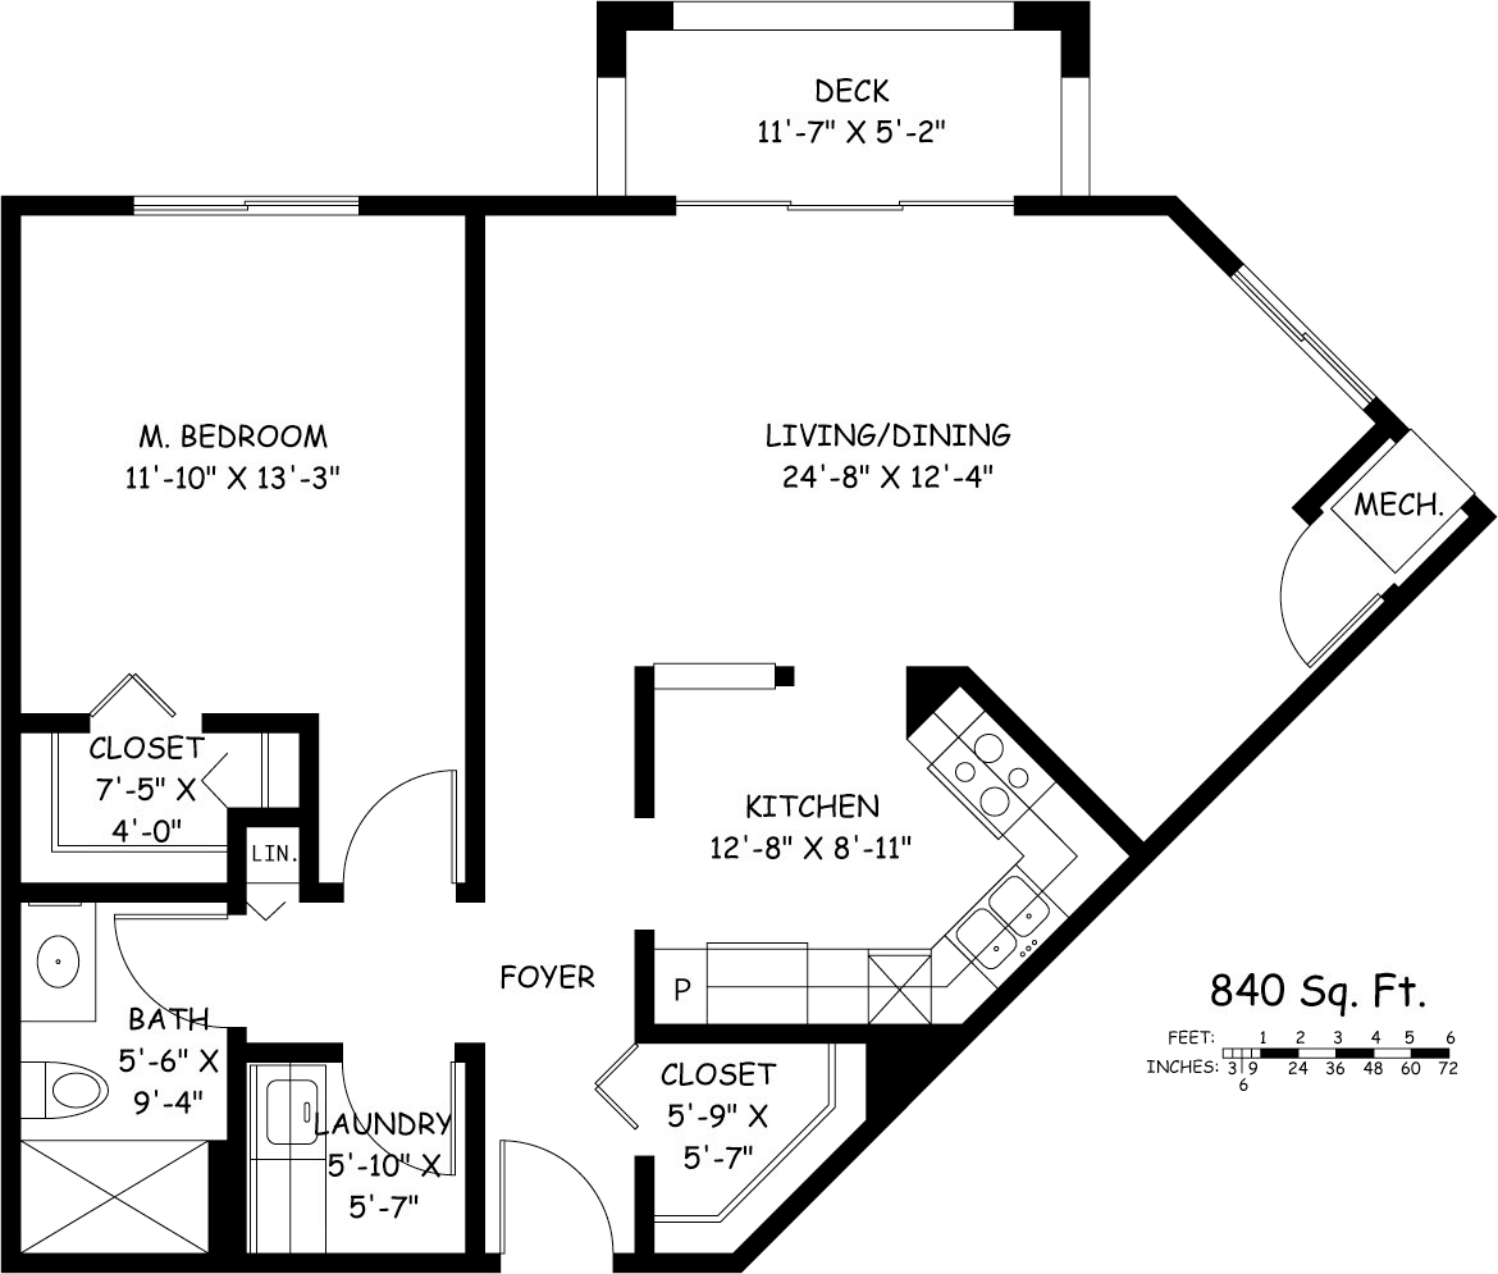 DECK
11'-7" X 5'-2"
M. BEDROOM
11'-10" X 13'-3"
LIVING/DINING
24'-8" X 12'-4"
MECH.
CLOSET
7'-5" X
4'-0"
LIN.
KITCHEN
12'-8" X 8'-11"
FOYER
P
BATH
5'-6" X
9'-4"
LAUNDRY
5'-10" X
5'-7"
CLOSET
5'-9" X
5'-7"
840 Sq. Ft.
FEET: 1 2 3 4 5 6
INCHES: 3 9 12 24 36 48 60 72
6